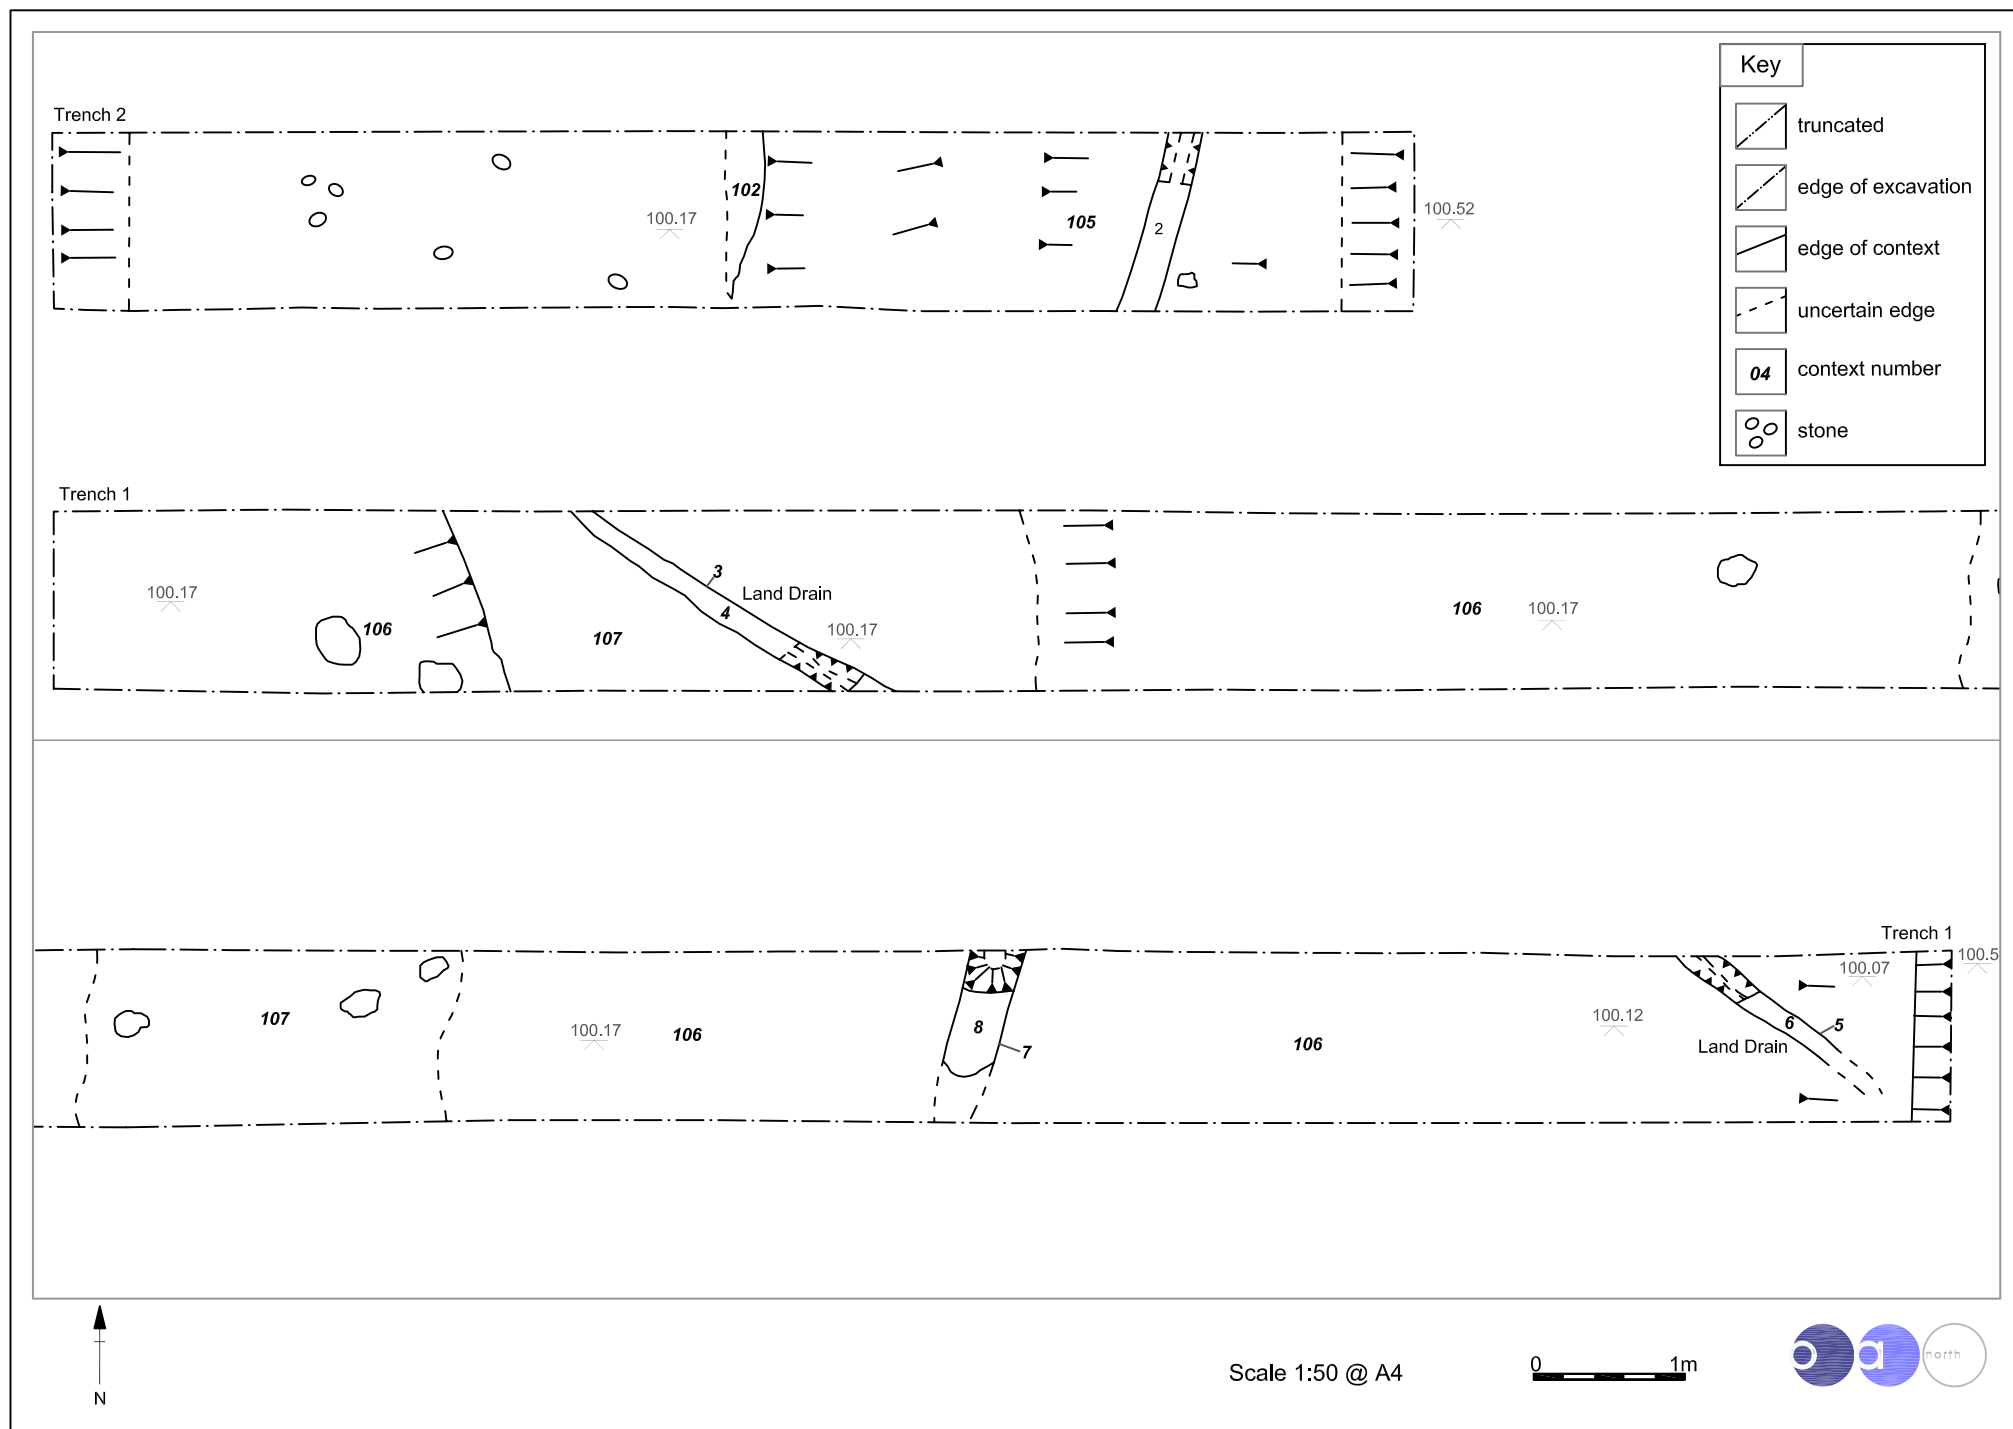 Key
truncated
edge of excavation
edge of context
uncertain edge
04 context number
stone
Trench 2
102
100.17
105
2
100.52
Trench 1
100.17
106
107
3
4
Land Drain
100.17
106
100.17
Trench 1
107
100.17
106
8
7
106
100.12
100.07
100.5
6
5
Land Drain
N
Scale 1:50 @ A4
0 1m
oa north